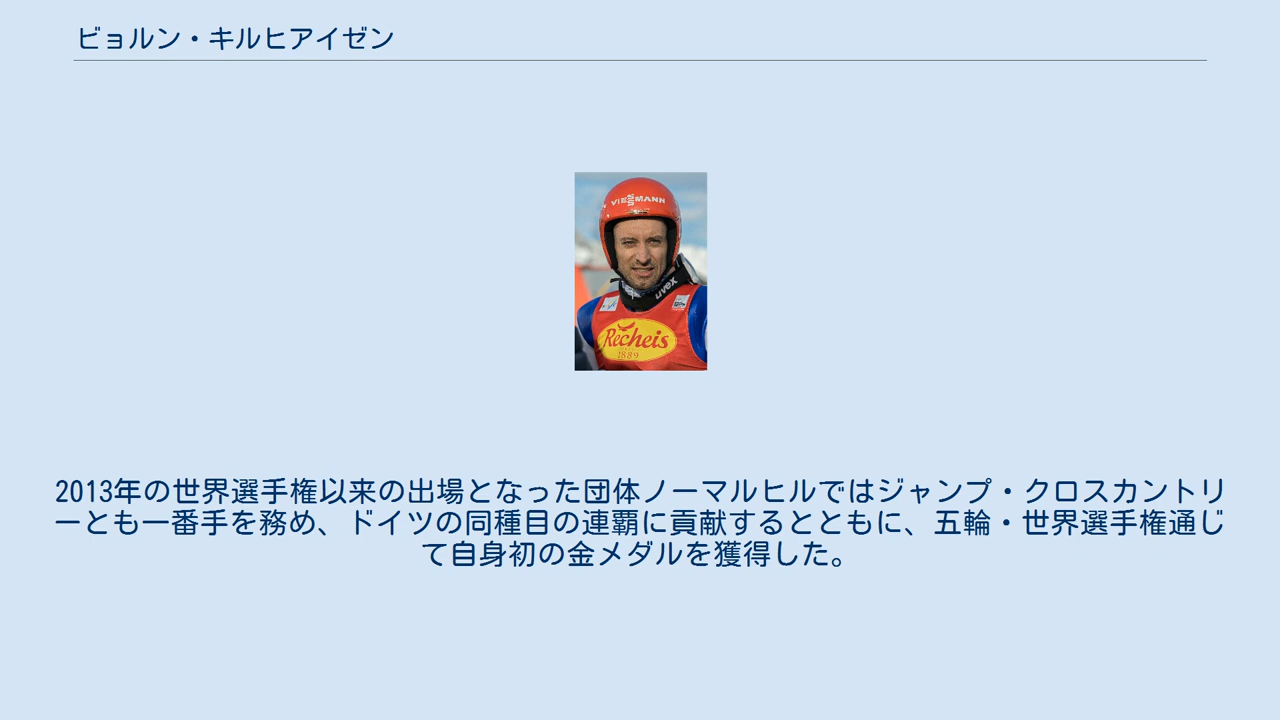 ビョルン・キルヒアイゼン
VIESSMANN
uvex
Recheis
1889
2013年の世界選手権以来の出場となった団体ノーマルヒルではジャンプ・クロスカントリ
ーとも一番手を務め、ドイツの同種目の連覇に貢献するとともに、五輪・世界選手権通じ
て自身初の金メダルを獲得した。